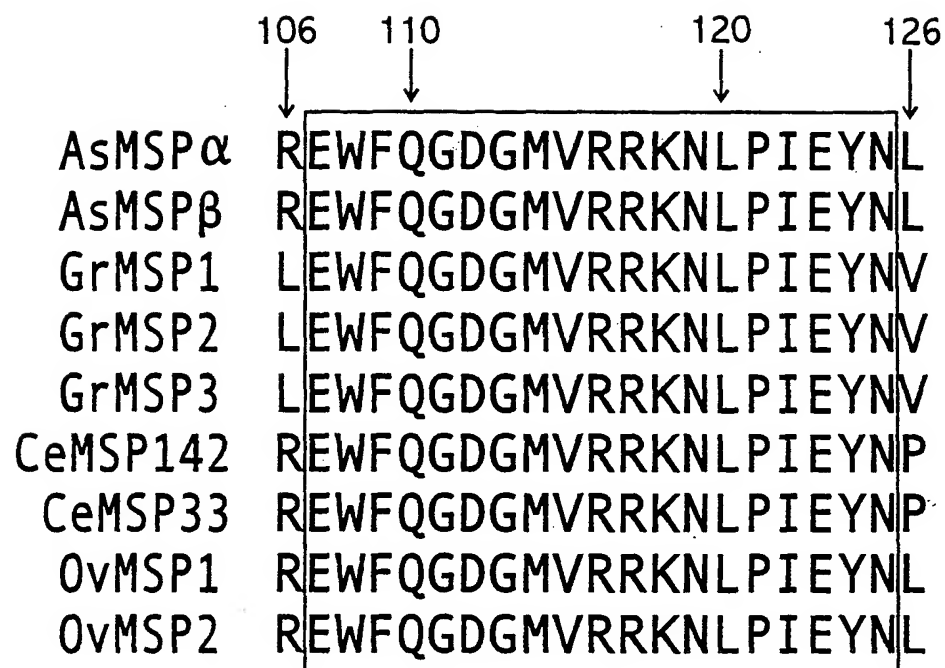 106 110 120 126
AsMSPα REWFQGDGMVRRKNLPIEYNL
AsMSPβ REWFQGDGMVRRKNLPIEYNL
GrMSP1 LEWFQGDGMVRRKNLPIEYNV
GrMSP2 LEWFQGDGMVRRKNLPIEYNV
GrMSP3 LEWFQGDGMVRRKNLPIEYNV
CeMSP142 REWFQGDGMVRRKNLPIEYNP
CeMSP33 REWFQGDGMVRRKNLPIEYNP
OvMSP1 REWFQGDGMVRRKNLPIEYNL
OvMSP2 REWFQGDGMVRRKNLPIEYNL